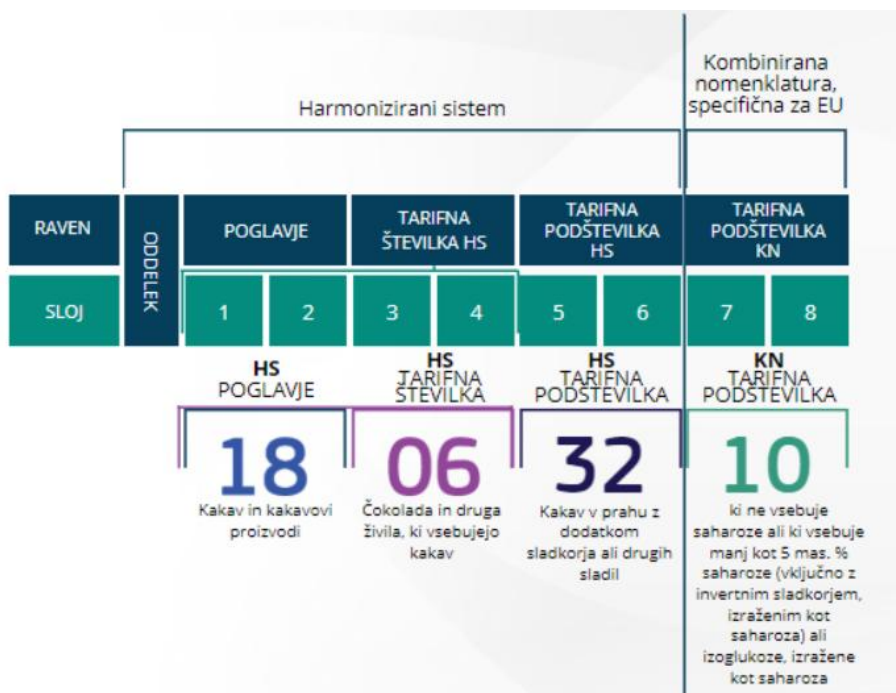 Harmonizirani sistem
Kombinirana
nomenklatura,
specifična za EU
RAVEN
ODDELEK
POGLAVJE
TARIFNA
ŠTEVILKA HS
TARIFNA
PODŠTEVILKA
HS
TARIFNA
PODŠTEVILKA
KN
SLOJ
1
2
3
4
5
6
7
8
HS
POGLAVJE
HS
TARIFNA
ŠTEVILKA
HS
TARIFNA
PODŠTEVILKA
KN
TARIFNA
PODŠTEVILKA
18
06
32
10
Kakav in kakavovi
proizvodi
Čokolada in druga
živila, ki vsebujejo
kakav
Kakav v prahu z
dodatkom
sladkorja ali drugih
sladil
ki ne vsebuje
saharoze ali ki vsebuje
manj kot 5 mas. %
saharoze (vključno z
invertnim sladkorjem,
izraženim kot
saharoza) ali
izoglukoze, izražene
kot saharoza